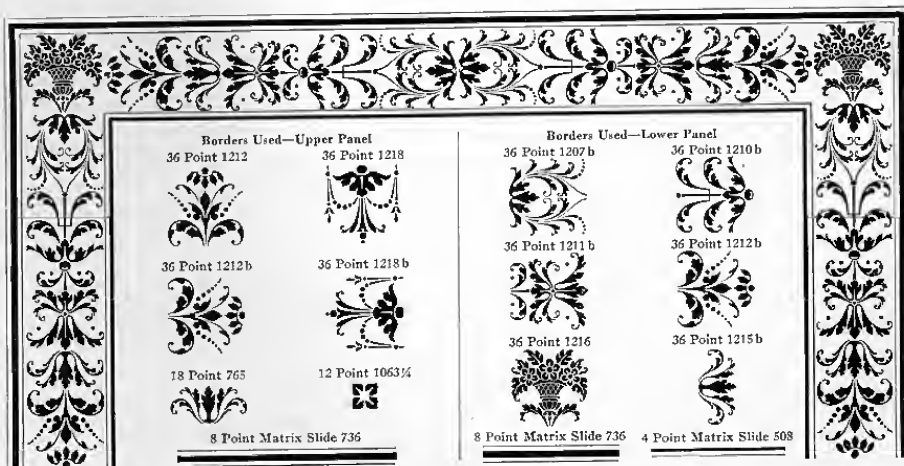 Borders Used—Upper Panel
36 Point 1212
36 Point 1218
36 Point 1212b
36 Point 1218b
18 Point 765
12 Point 1063¼
8 Point Matrix Slide 736
Borders Used—Lower Panel
36 Point 1207b
36 Point 1210b
36 Point 1211b
36 Point 1212b
36 Point 1216
36 Point 1215b
8 Point Matrix Slide 736
4 Point Matrix Slide 508